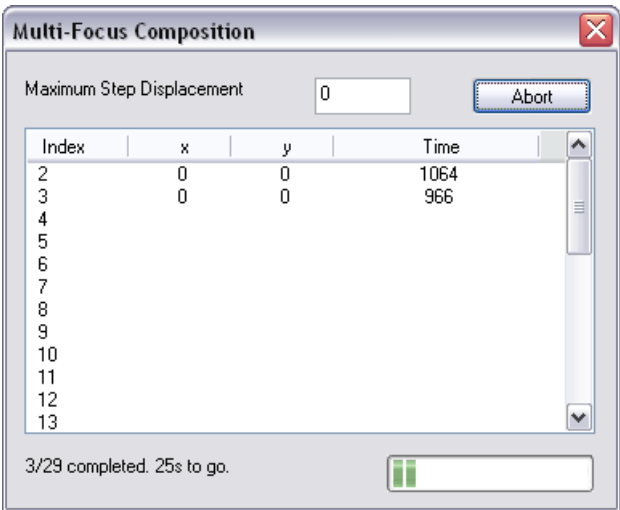 Multi-Focus Composition
Maximum Step Displacement 0 Abort
Index x y Time
2 0 0 1064
3 0 0 966
4
5
6
7
8
9
10
11
12
13
3/29 completed. 25s to go.